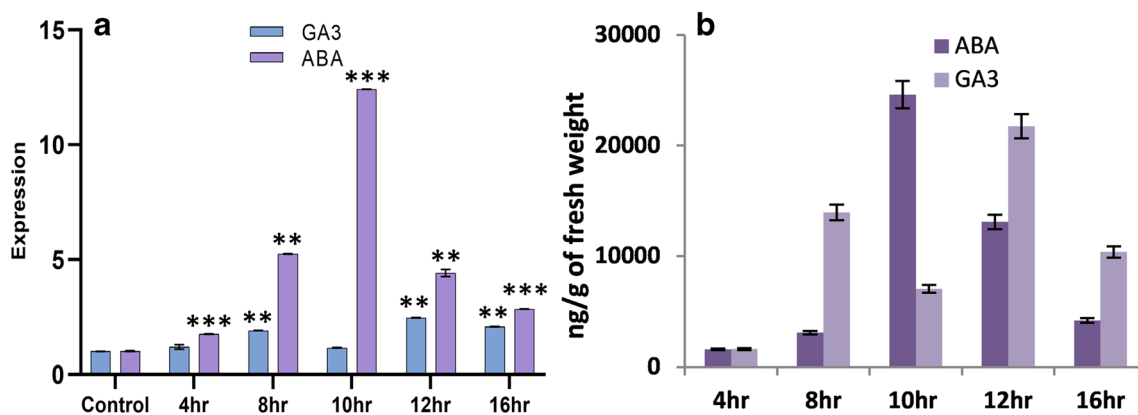 a
GA3
ABA
Expression
15
10
5
0
***
**
***
**
**
**
**
***
Control 4hr 8hr 10hr 12hr 16hr
b
ABA
GA3
ng/g of fresh weight
30000
20000
10000
0
4hr 8hr 10hr 12hr 16hr